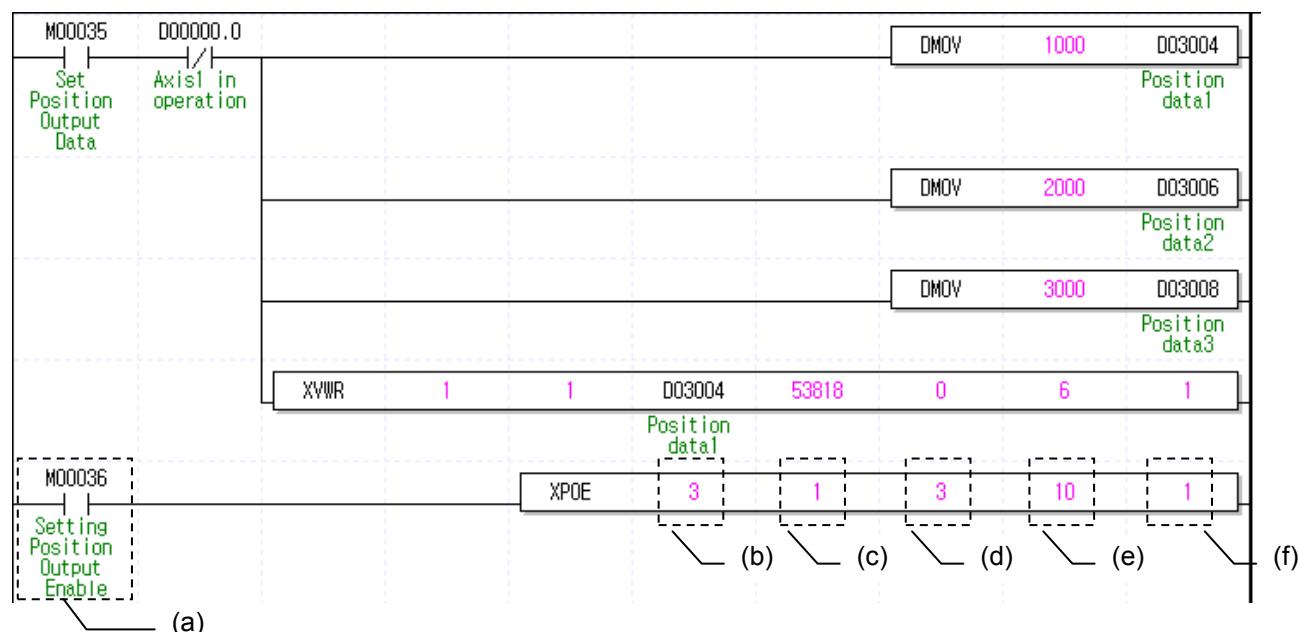 M00035 D00000.0
DMOV 1000 D03004
Set Position Output Data
Axis1 in operation
Position data1
DMOV 2000 D03006
Position data2
DMOV 3000 D03008
Position data3
XVWR 1 1 D03004 53818 0 6 1
Position data1
M00036
XPOE 3 1 3 10 1
Setting Position Output Enable
(b) (c) (d) (e) (f)
(a)